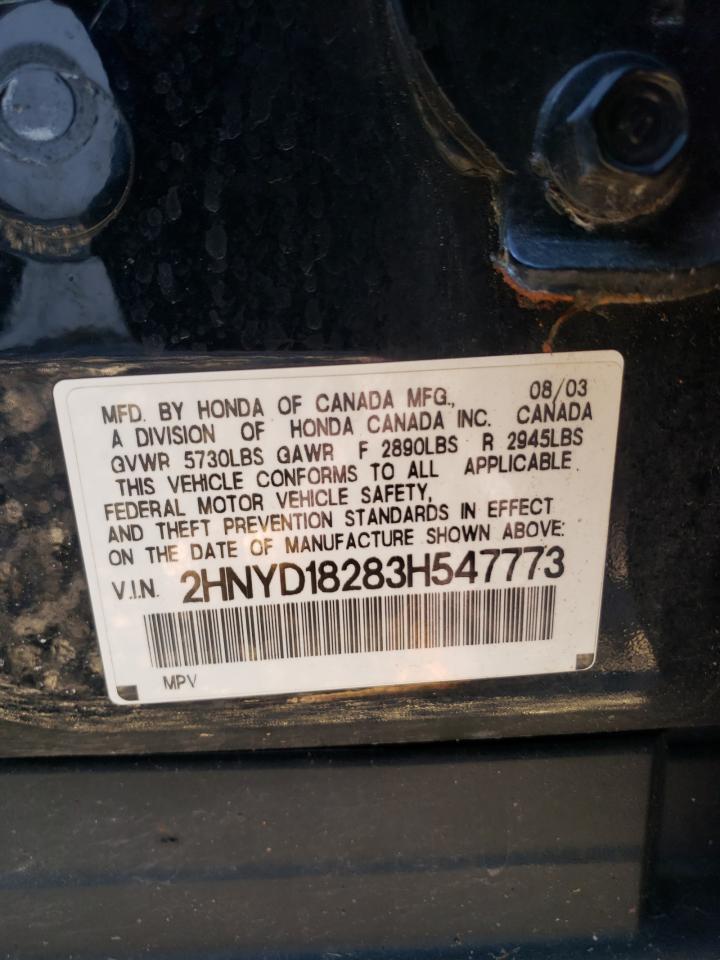 MFD. BY HONDA OF CANADA MFG., 08/03
A DIVISION OF HONDA CANADA INC. CANADA
GVWR 5730LBS GAWR F 2890LBS R 2945LBS
THIS VEHICLE CONFORMS TO ALL APPLICABLE
FEDERAL MOTOR VEHICLE SAFETY,
AND THEFT PREVENTION STANDARDS IN EFFECT
ON THE DATE OF MANUFACTURE SHOWN ABOVE:
V.I.N. 2HNYD18283H547773
MPV